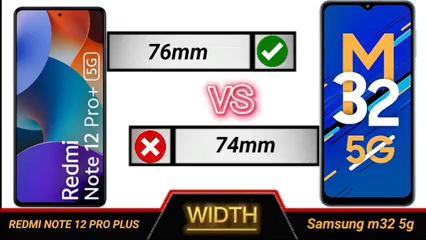 76mm
VS
74mm
Redmi
Note 12 Pro+ 5G
M
32
5G
REDMI NOTE 12 PRO PLUS
WIDTH
Samsung m32 5g